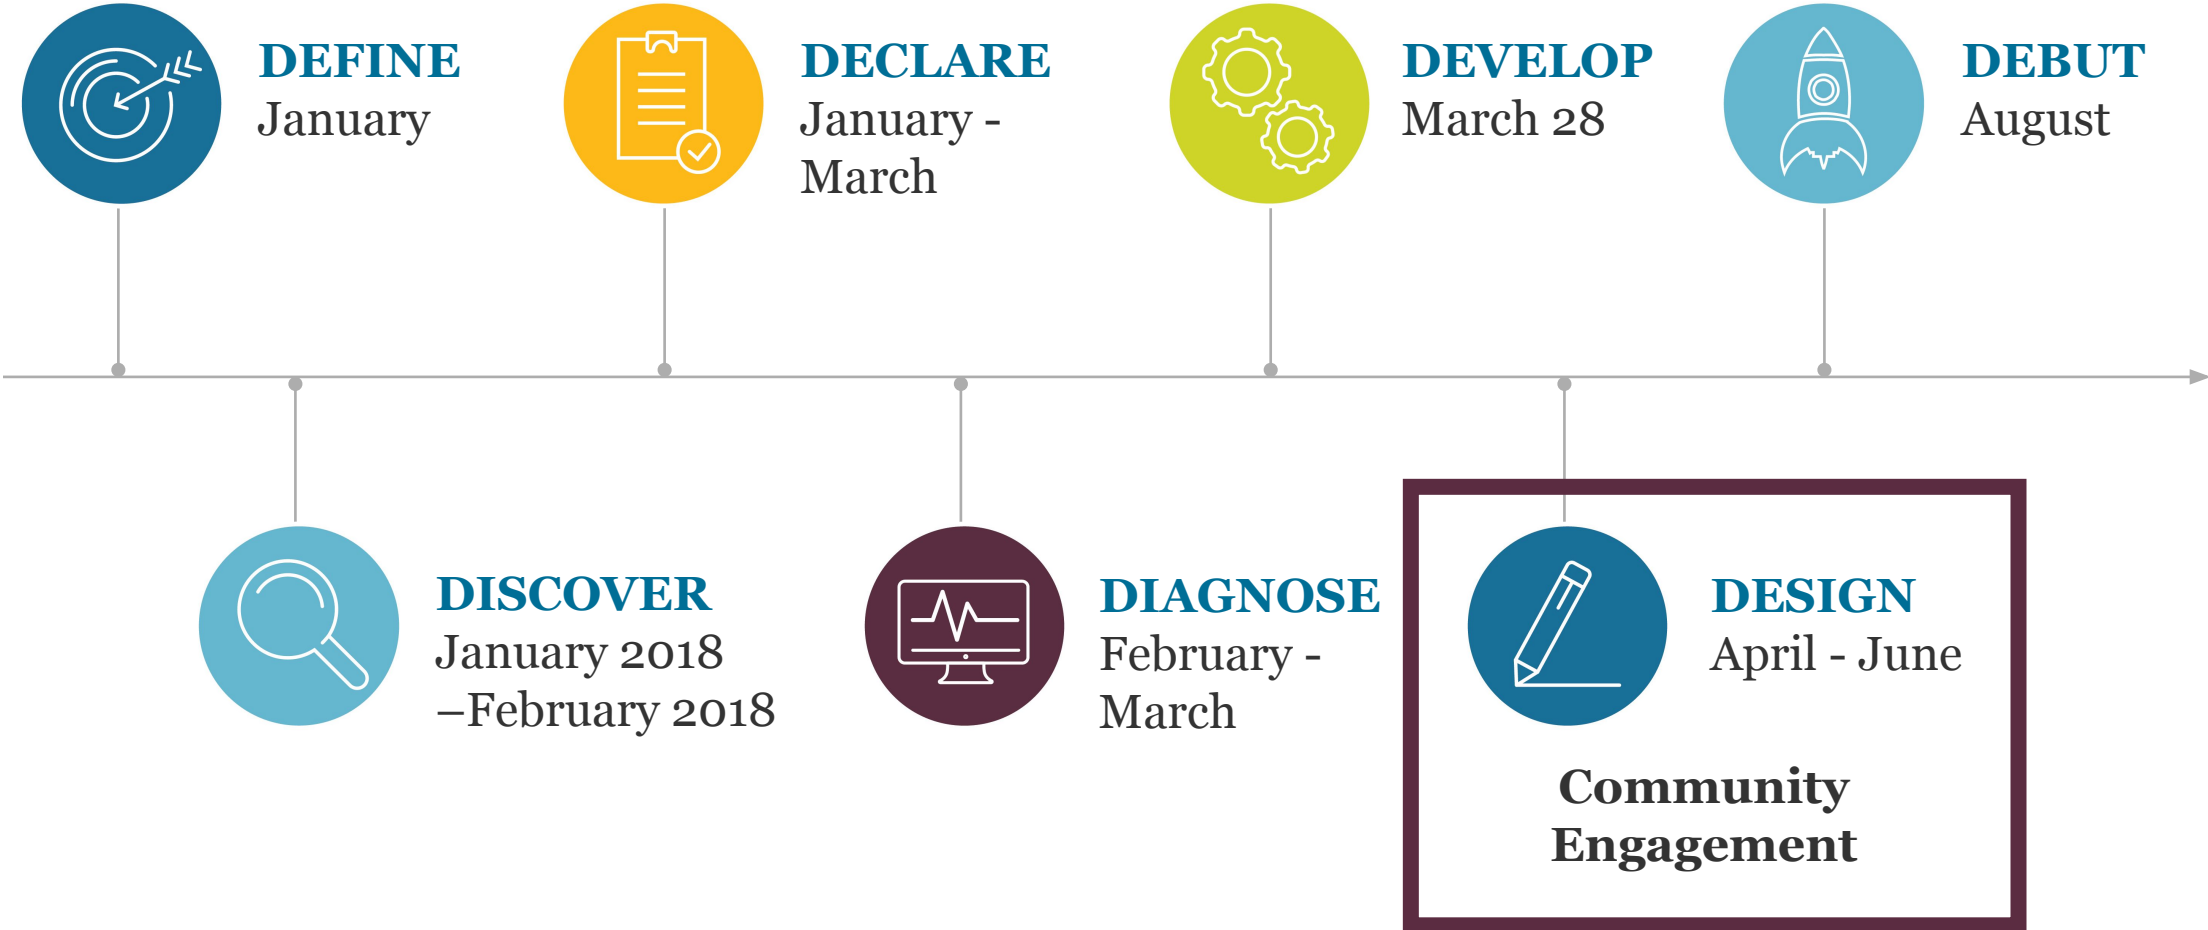 DEFINE
January
DECLARE
January -
March
DEVELOP
March 28
DEBUT
August
DISCOVER
January 2018
–February 2018
DIAGNOSE
February -
March
DESIGN
April - June
Community
Engagement